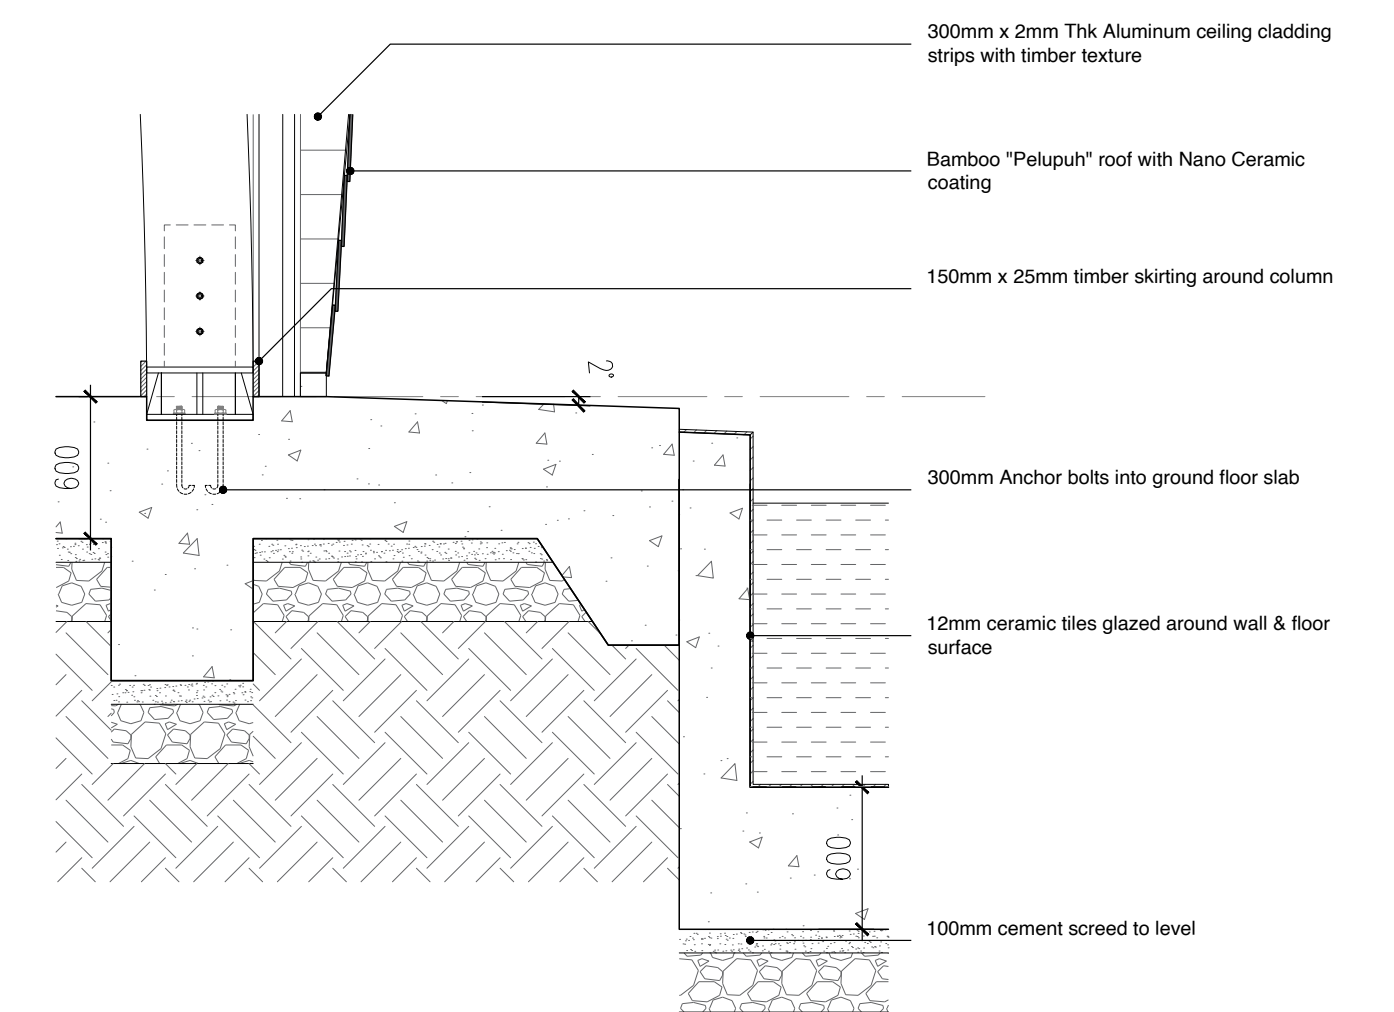 300mm x 2mm Thk Aluminum ceiling cladding
strips with timber texture
Bamboo "Pelupuh" roof with Nano Ceramic
coating
150mm x 25mm timber skirting around column
2°
600
300mm Anchor bolts into ground floor slab
12mm ceramic tiles glazed around wall & floor
surface
600
100mm cement screed to level